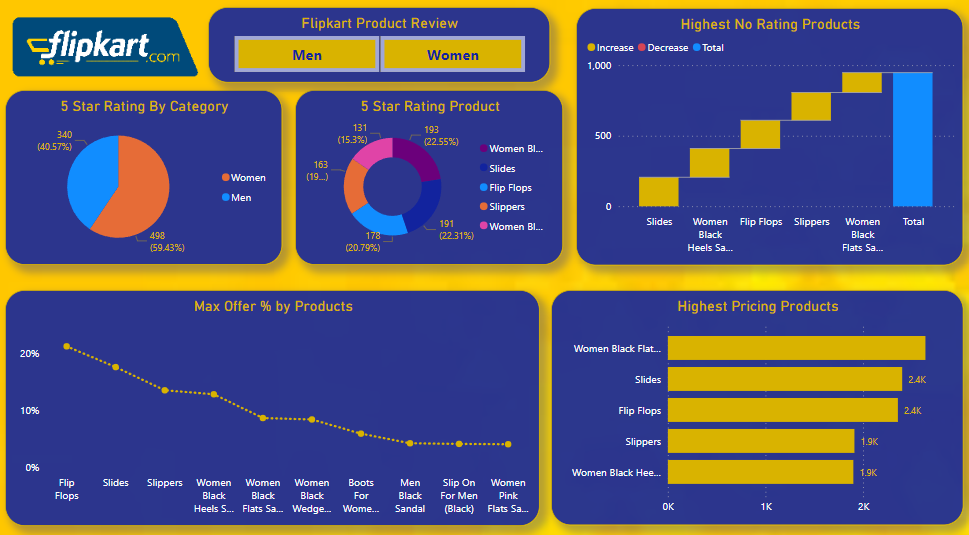 flipkart.com
Flipkart Product Review
Men
Women
5 Star Rating By Category
340
(40.57%)
498
(59.43%)
Women
Men
5 Star Rating Product
131
(15.3%)
193
(22.55%)
163
(19...)
178
(20.79%)
191
(22.31%)
Women Bl...
Slides
Flip Flops
Slippers
Women Bl...
Highest No Rating Products
Increase
Decrease
Total
1,000
500
0
Slides
Women
Black
Heels Sa...
Flip Flops
Slippers
Women
Black
Flats Sa...
Total
Max Offer % by Products
20%
10%
0%
Flip
Flops
Slides
Slippers
Women
Black
Heels S...
Women
Black
Flats Sa...
Women
Black
Wedge...
Boots
For
Wome...
Men
Black
Sandal
Slip On
For Men
(Black)
Women
Pink
Flats Sa...
Highest Pricing Products
Women Black Flat...
Slides
2.4K
Flip Flops
2.4K
Slippers
1.9K
Women Black Hee...
1.9K
0K
1K
2K